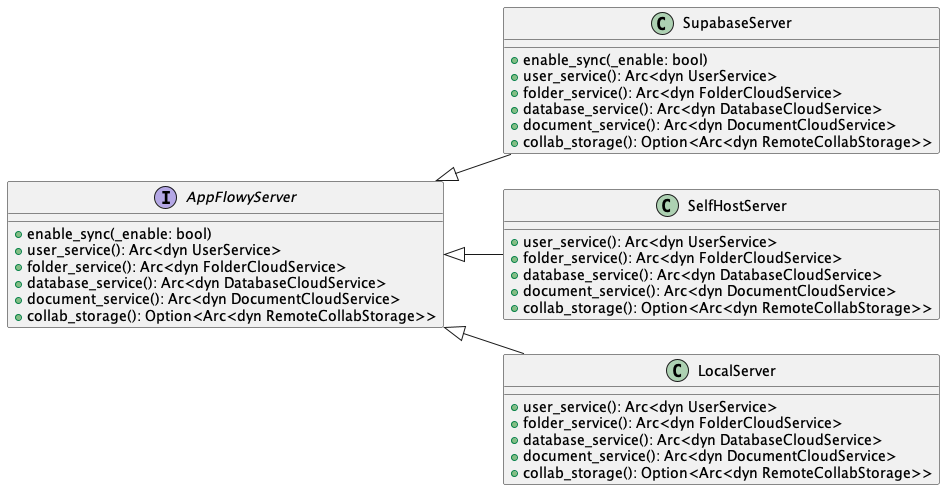 C SupabaseServer
enable_sync(_enable: bool)
user_service(): Arc<dyn UserService>
folder_service(): Arc<dyn FolderCloudService>
database_service(): Arc<dyn DatabaseCloudService>
document_service(): Arc<dyn DocumentCloudService>
collab_storage(): Option<Arc<dyn RemoteCollabStorage>>
I AppFlowyServer
enable_sync(_enable: bool)
user_service(): Arc<dyn UserService>
folder_service(): Arc<dyn FolderCloudService>
database_service(): Arc<dyn DatabaseCloudService>
document_service(): Arc<dyn DocumentCloudService>
collab_storage(): Option<Arc<dyn RemoteCollabStorage>>
C SelfHostServer
user_service(): Arc<dyn UserService>
folder_service(): Arc<dyn FolderCloudService>
database_service(): Arc<dyn DatabaseCloudService>
document_service(): Arc<dyn DocumentCloudService>
collab_storage(): Option<Arc<dyn RemoteCollabStorage>>
C LocalServer
user_service(): Arc<dyn UserService>
folder_service(): Arc<dyn FolderCloudService>
database_service(): Arc<dyn DatabaseCloudService>
document_service(): Arc<dyn DocumentCloudService>
collab_storage(): Option<Arc<dyn RemoteCollabStorage>>